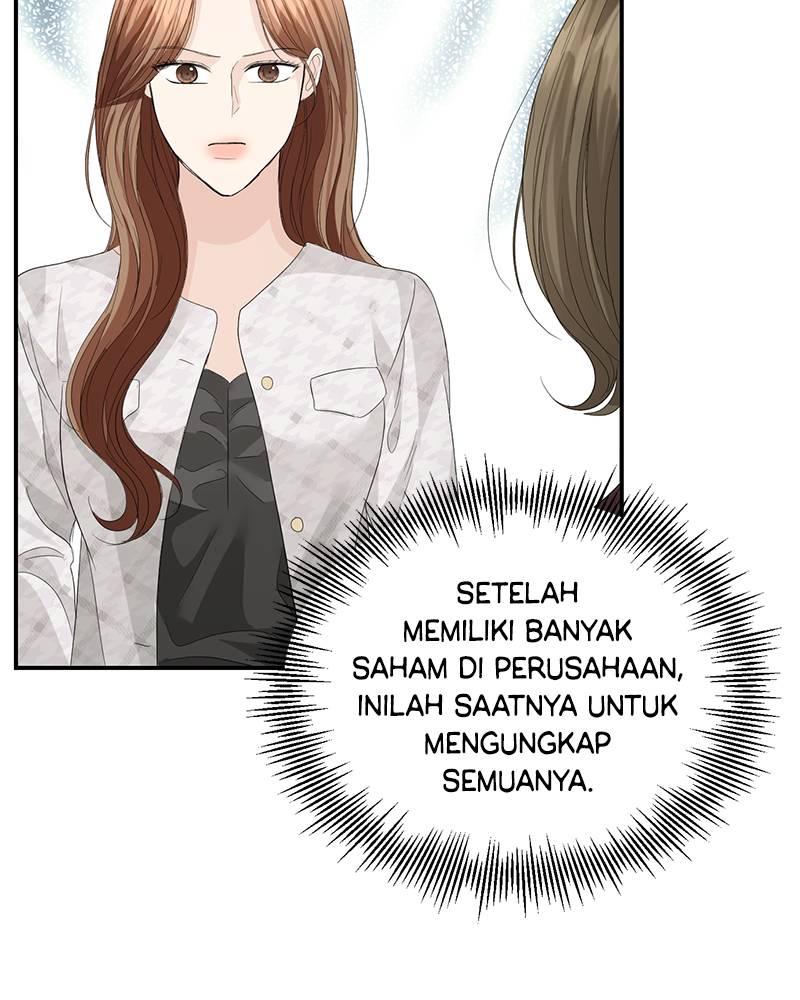 SETELAH
MEMILIKI BANYAK
SAHAM DI PERUSAHAAN,
INILAH SAATNYA UNTUK
MENGUNGKAP
SEMUANYA.